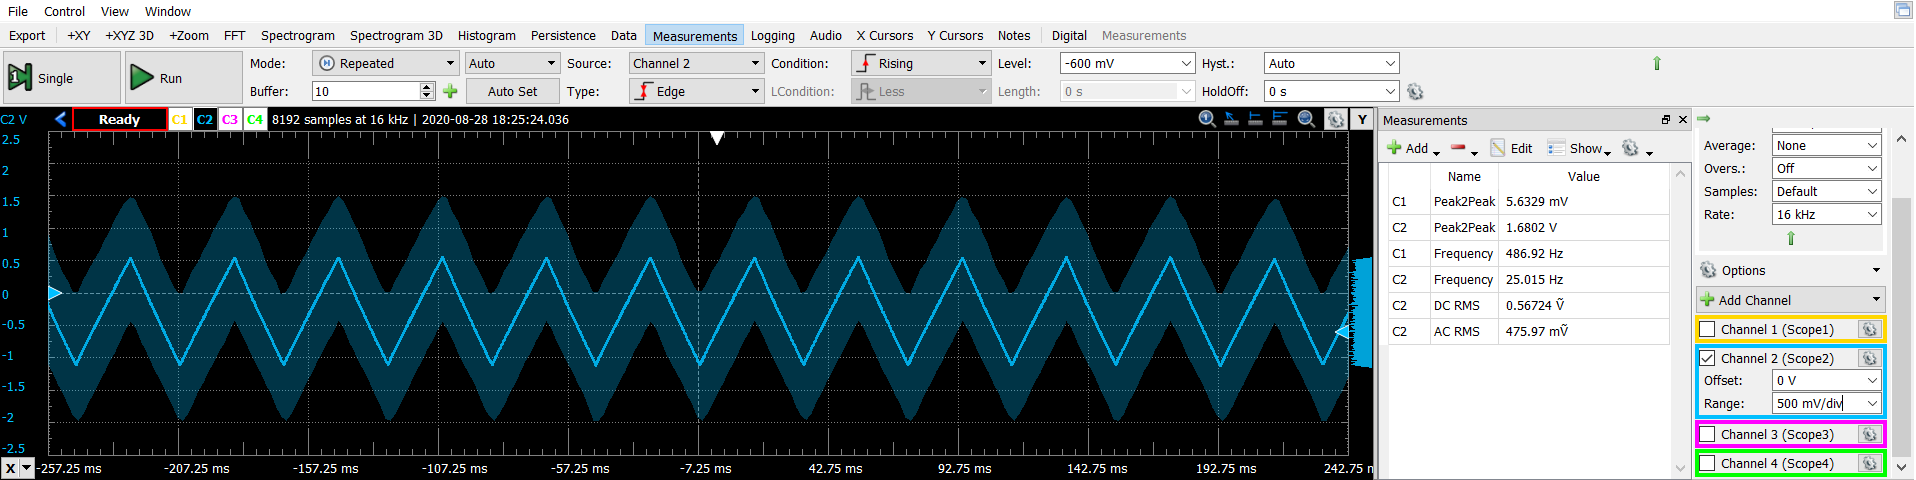 File Control View Window
Export +XY +XYZ 3D +Zoom FFT Spectrogram Spectrogram 3D Histogram Persistence Data Measurements Logging Audio X Cursors Y Cursors Notes Digital Measurements
1 Single Run
Mode: Repeated Auto Source: Channel 2 Condition: Rising Level: -600 mV Hyst.: Auto
Buffer: 10 Auto Set Type: Edge LCondition: Less Length: 0 s HoldOff: 0 s
C2 V Ready C1 C2 C3 C4 8192 samples at 16 kHz | 2020-08-28 18:25:24.036 Y
2.5
2
1.5
1
0.5
0
-0.5
-1
-1.5
-2
-2.5
X -257.25 ms -207.25 ms -157.25 ms -107.25 ms -57.25 ms -7.25 ms 42.75 ms 92.75 ms 142.75 ms 192.75 ms 242.75 ms
Measurements
Add Edit Show
Name Value
C1 Peak2Peak 5.6329 mV
C2 Peak2Peak 1.6802 V
C1 Frequency 486.92 Hz
C2 Frequency 25.015 Hz
C2 DC RMS 0.56724 Ṽ
C2 AC RMS 475.97 mṼ
Average: None
Overs.: Off
Samples: Default
Rate: 16 kHz
Options
Add Channel
Channel 1 (Scope1)
Channel 2 (Scope2)
Offset: 0 V
Range: 500 mV/div
Channel 3 (Scope3)
Channel 4 (Scope4)